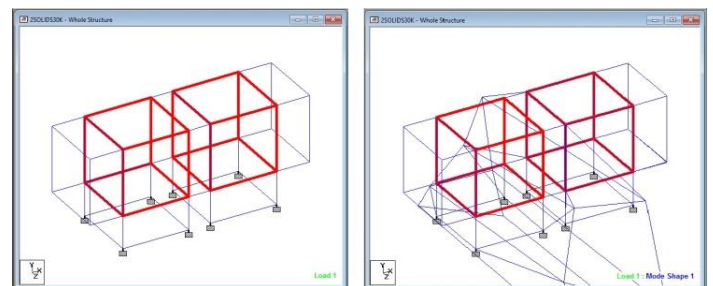 2SOLIDS30K - Whole Structure
Y
X
Z
Load 1
2SOLIDS30K - Whole Structure
Y
X
Z
Load 1 : Mode Shape 1